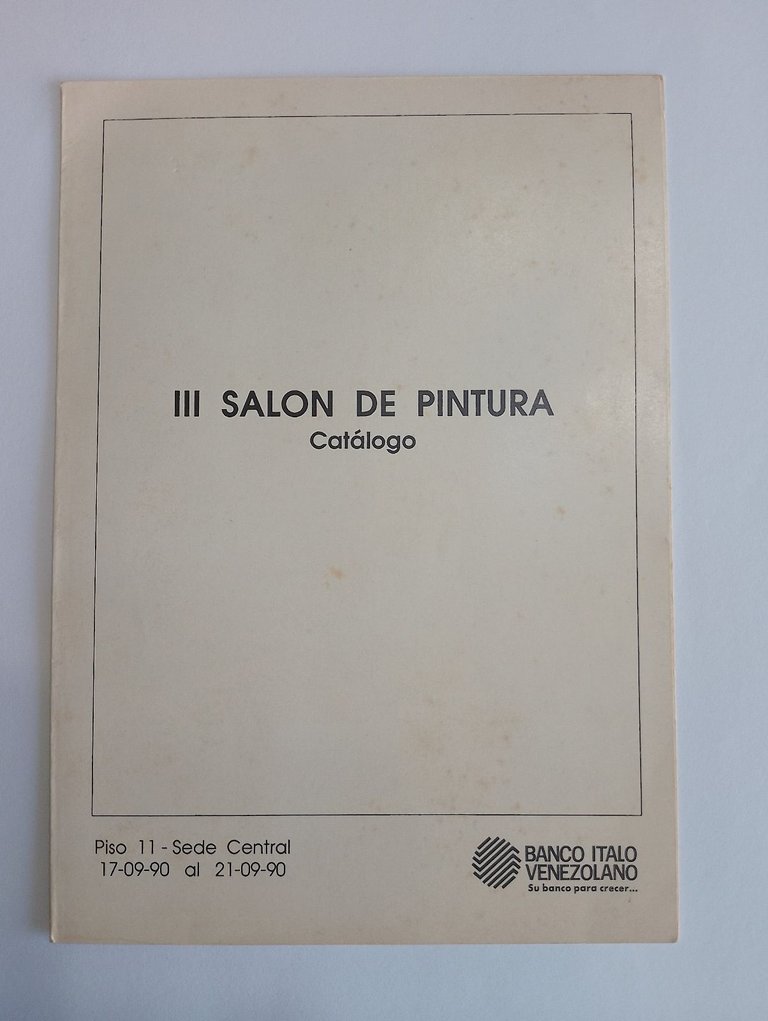 III SALON DE PINTURA
Catálogo
Piso 11 - Sede Central
17-09-90 al 21-09-90
BANCO ITALO
VENEZOLANO
Su banco para crecer...